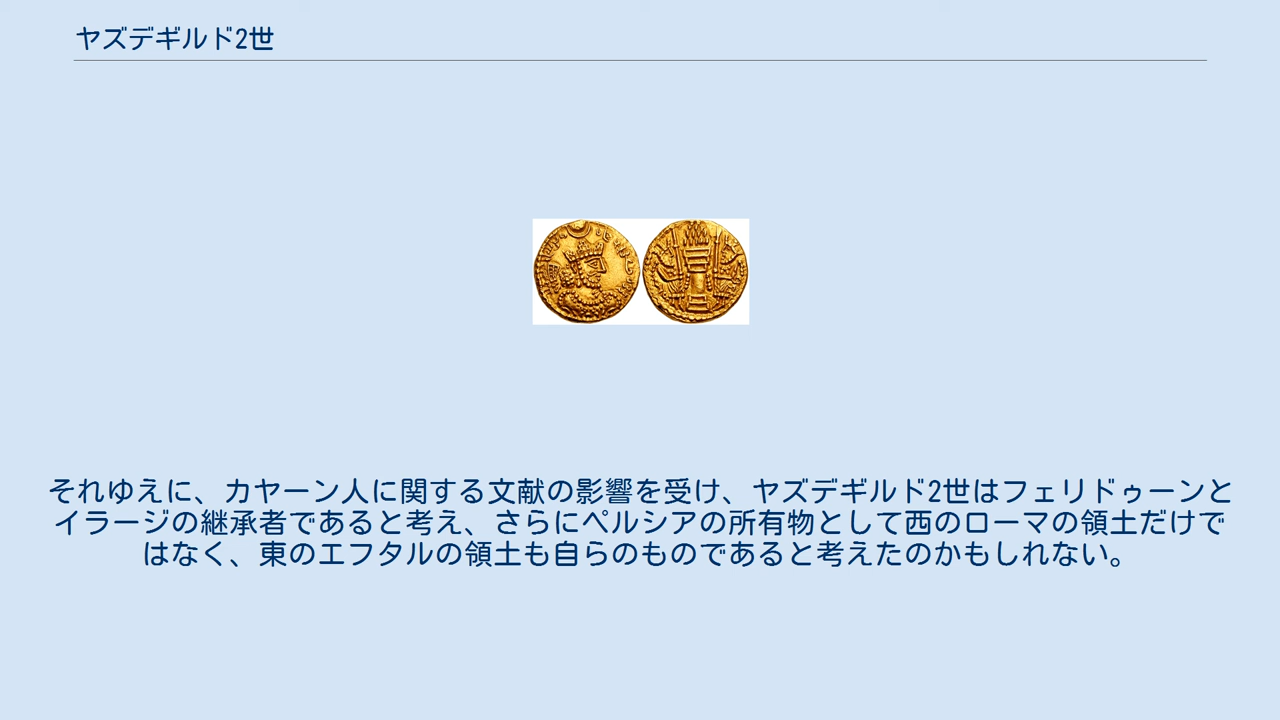 ヤズデギルド2世
それゆえに、カヤーン人に関する文献の影響を受け、ヤズデギルド2世はフェリドゥーンと
イラージの継承者であると考え、さらにペルシアの所有物として西のローマの領土だけで
はなく、東のエフタルの領土も自らのものであると考えたのかもしれない。